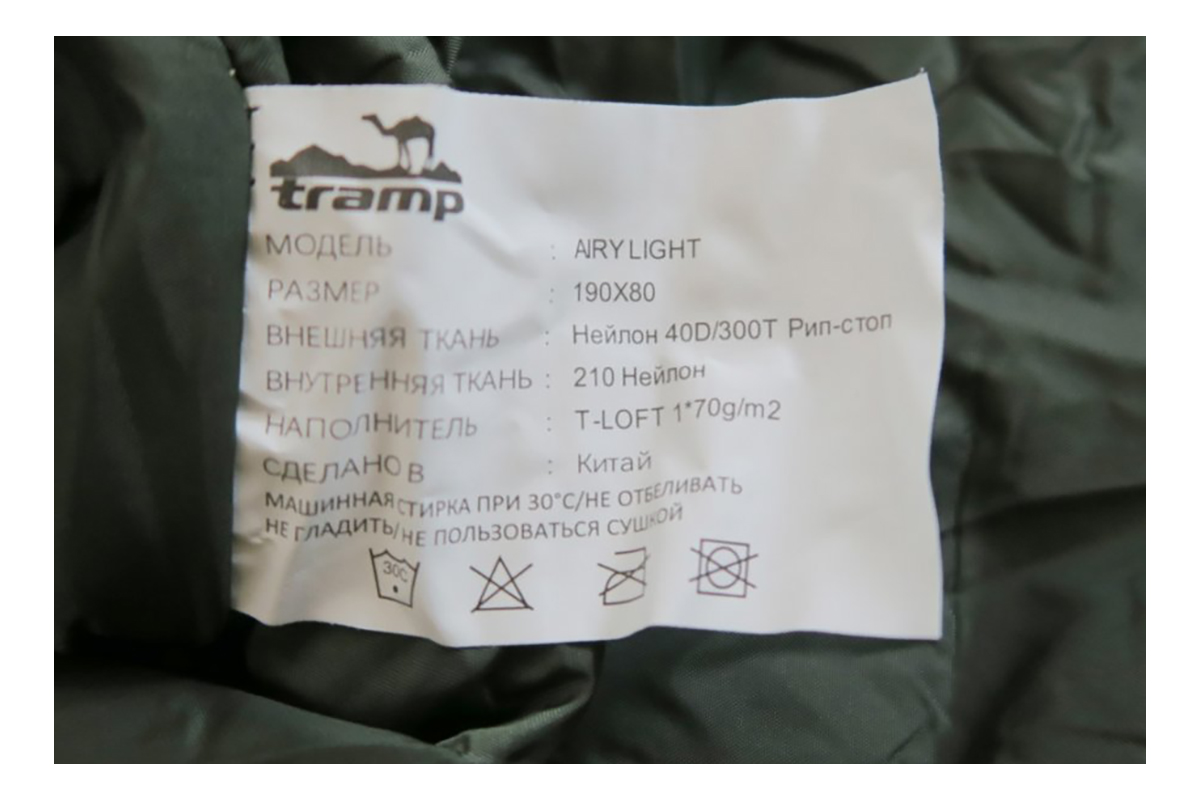 tramp
МОДЕЛЬ : AIRY LIGHT
РАЗМЕР : 190X80
ВНЕШНЯЯ ТКАНЬ : Нейлон 40D/300T Рип-стоп
ВНУТРЕННЯЯ ТКАНЬ : 210 Нейлон
НАПОЛНИТЕЛЬ : T-LOFT 1*70g/m2
СДЕЛАНО В : Китай
МАШИННАЯ СТИРКА ПРИ 30°C/НЕ ОТБЕЛИВАТЬ
НЕ ГЛАДИТЬ/НЕ ПОЛЬЗОВАТЬСЯ СУШКОЙ
30C